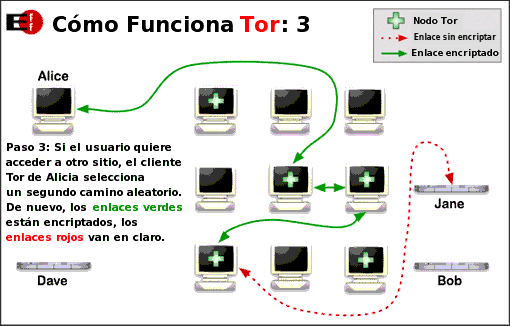 Eff
Cómo Funciona Tor: 3
Nodo Tor
Enlace sin encriptar
Enlace encriptado
Alice
Paso 3: Si el usuario quiere
acceder a otro sitio, el cliente
Tor de Alicia selecciona
un segundo camino aleatorio.
De nuevo, los enlaces verdes
están encriptados, los
enlaces rojos van en claro.
Jane
Dave
Bob